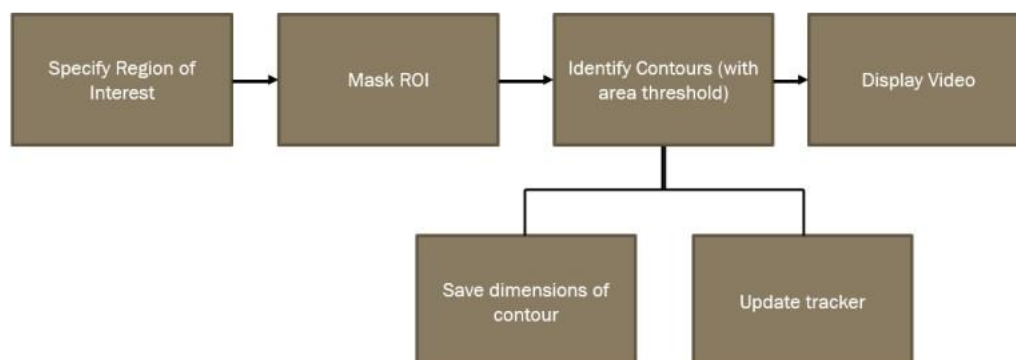 Specify Region of
Interest
Mask ROI
Identify Contours (with
area threshold)
Display Video
Save dimensions of
contour
Update tracker